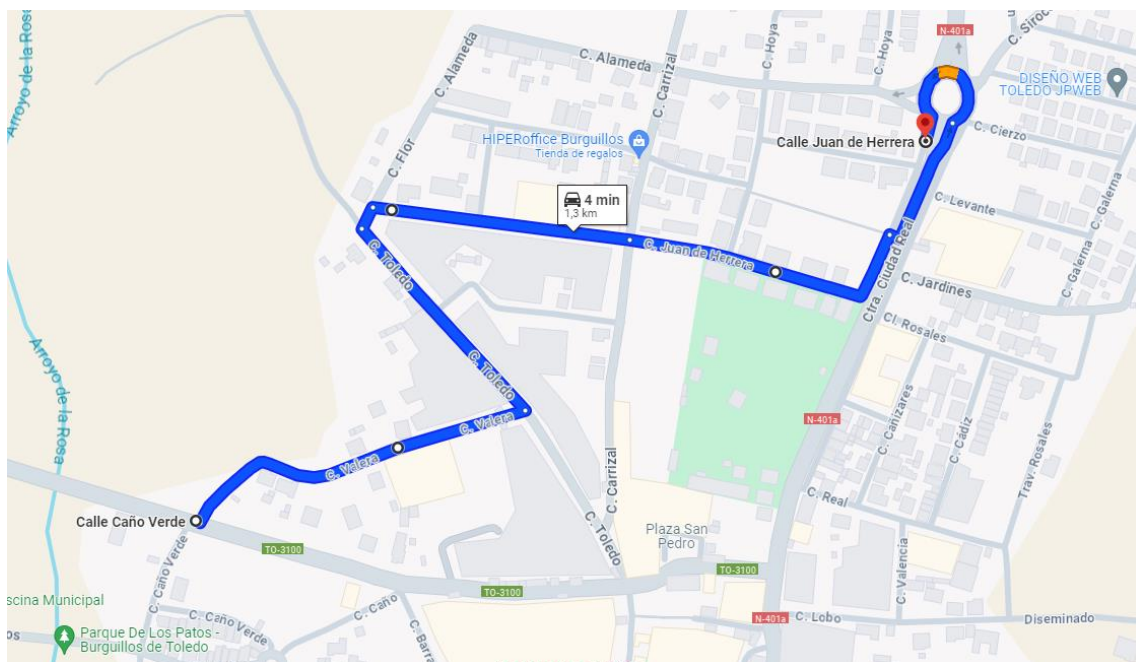 Arroyo de la Rosa
C. Alameda
C. Alameda
C. Carrizal
C. Hoya
C. Hoya
N-401a
C. Siroco
DISEÑO WEB
TOLEDO JPWEB
C. Cierzo
Calle Juan de Herrera
HIPERoffice Burguillos
Tienda de regalos
C. Flor
4 min
1,3 km
C. Levante
C. Galerna
C. Galerna
C. Toledo
C. Juan de Herrera
Ctra. Ciudad Real
C. Jardines
Cl. Rosales
Arroyo de la Rosa
C. Toledo
C. Valera
C. Valera
N-401a
C. Cañizares
C. Cádiz
Trav. Rosales
C. Carrizal
C. Real
Calle Caño Verde
C. Toledo
Plaza San
Pedro
TO-3100
C. Caño Verde
TO-3100
TO-3100
C. Valencia
scina Municipal
C. Caño
N-401a
C. Lobo
Diseminado
os
Parque De Los Patos -
Burguillos de Toledo
C. Caño Verde
C. Barra